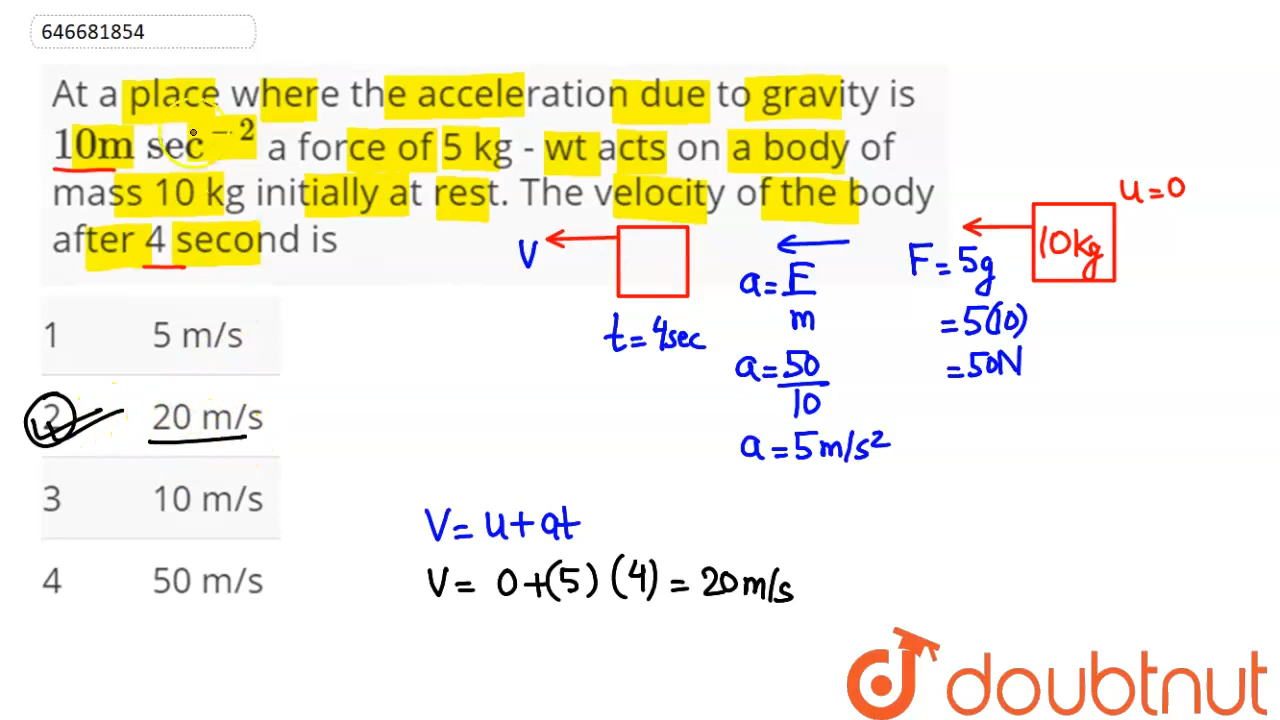 646681854
At a place where the acceleration due to gravity is
10m sec⁻² a force of 5 kg - wt acts on a body of
mass 10 kg initially at rest. The velocity of the body
after 4 second is
u = 0
10kg
V
t = 4sec
a = F/m
a = 50/10
a = 5m/s²
F = 5g
= 5(10)
= 50N
1 5 m/s
2 20 m/s
3 10 m/s
4 50 m/s
V = u + at
V = 0 + (5) (4) = 20m/s
doubtnut